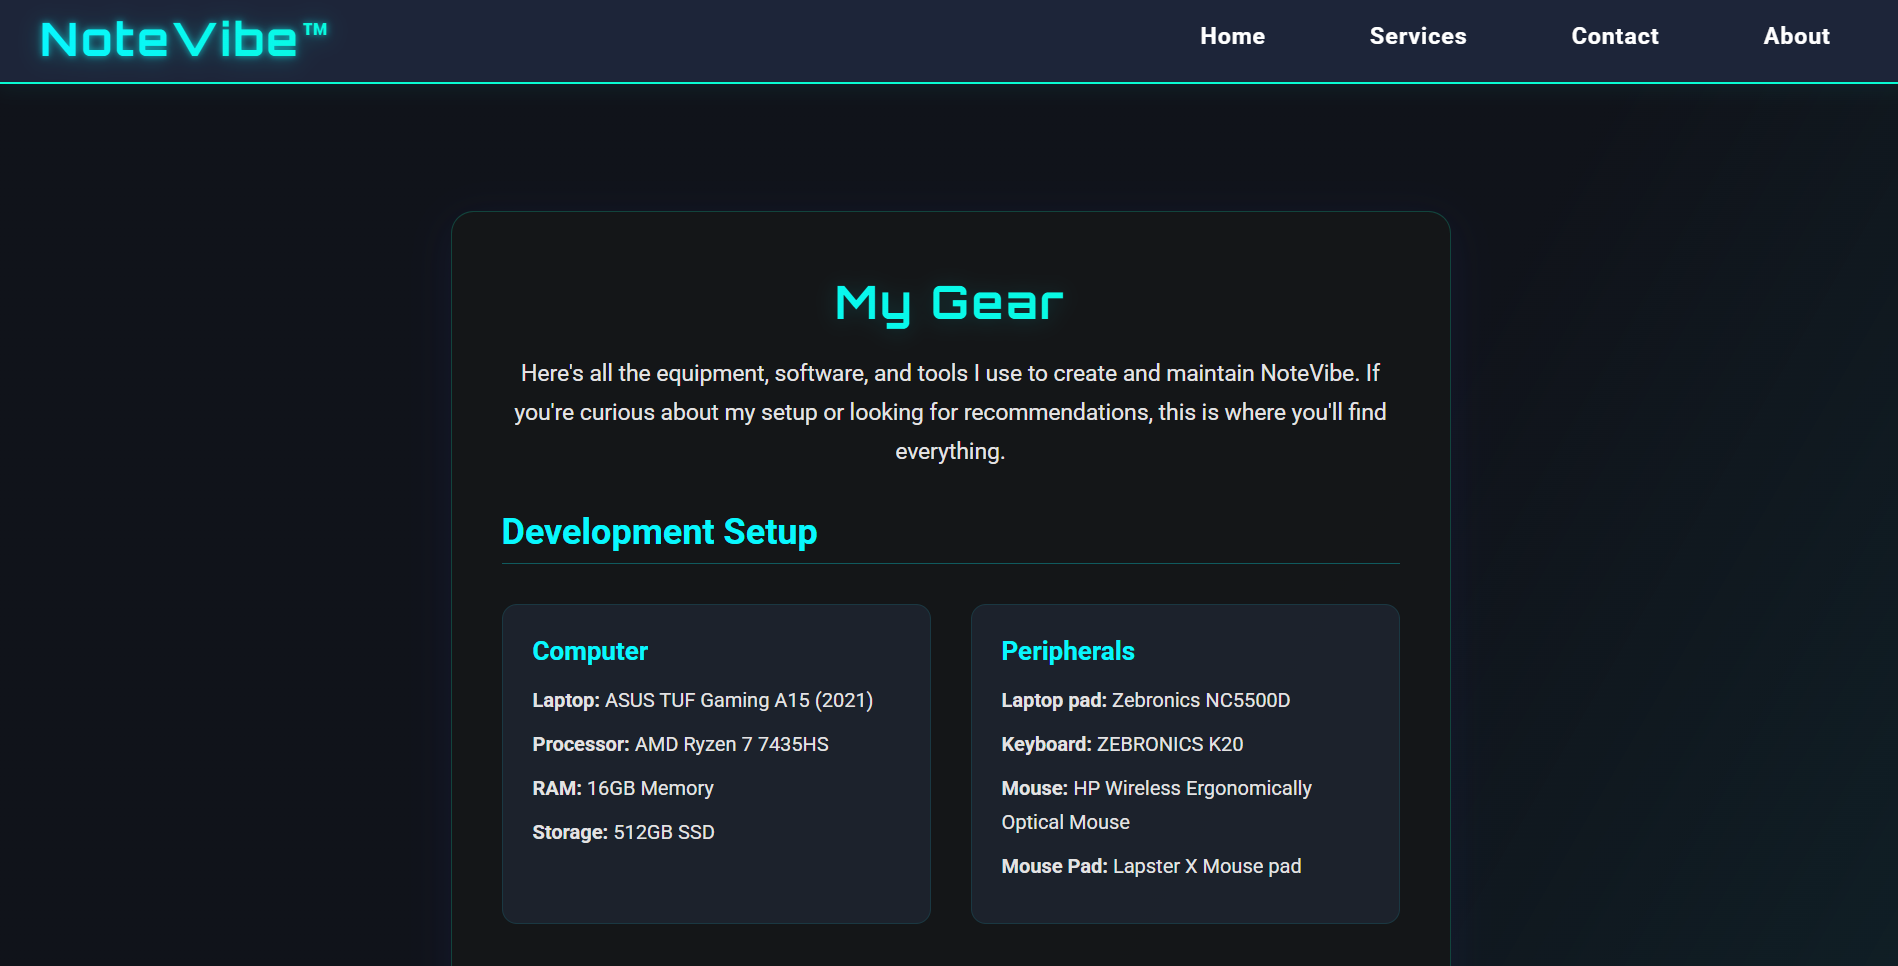 NoteVibe™
Home
Services
Contact
About
My Gear
Here's all the equipment, software, and tools I use to create and maintain NoteVibe. If
you're curious about my setup or looking for recommendations, this is where you'll find
everything.
Development Setup
Computer
Laptop: ASUS TUF Gaming A15 (2021)
Processor: AMD Ryzen 7 7435HS
RAM: 16GB Memory
Storage: 512GB SSD
Peripherals
Laptop pad: Zebronics NC5500D
Keyboard: ZEBRONICS K20
Mouse: HP Wireless Ergonomically
Optical Mouse
Mouse Pad: Lapster X Mouse pad